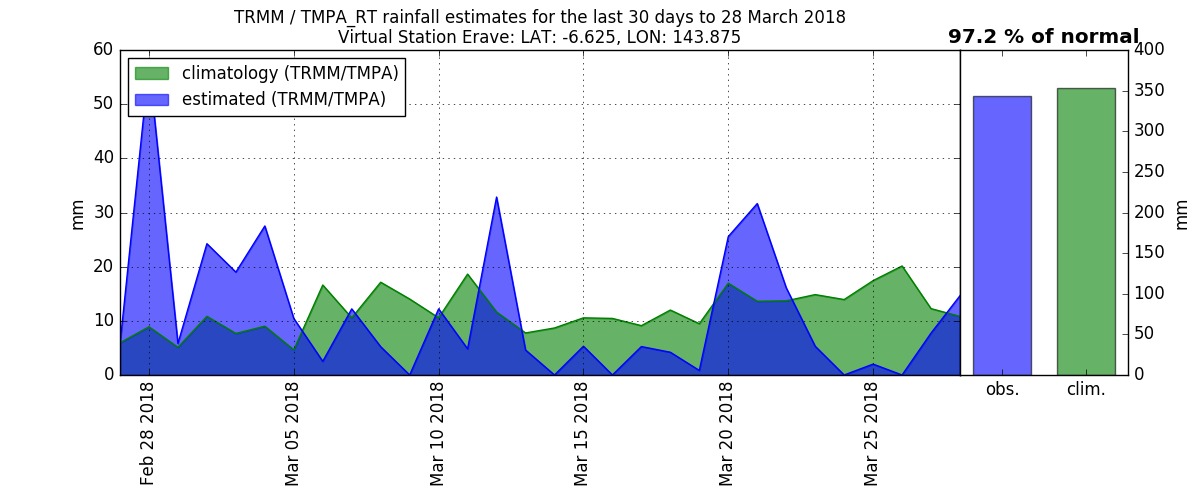 TRMM / TMPA_RT rainfall estimates for the last 30 days to 28 March 2018
Virtual Station Erave: LAT: -6.625, LON: 143.875
97.2 % of normal
climatology (TRMM/TMPA)
estimated (TRMM/TMPA)
60
50
40
30
20
10
0
mm
Feb 28 2018
Mar 05 2018
Mar 10 2018
Mar 15 2018
Mar 20 2018
Mar 25 2018
obs.
clim.
400
350
300
250
200
150
100
50
0
mm